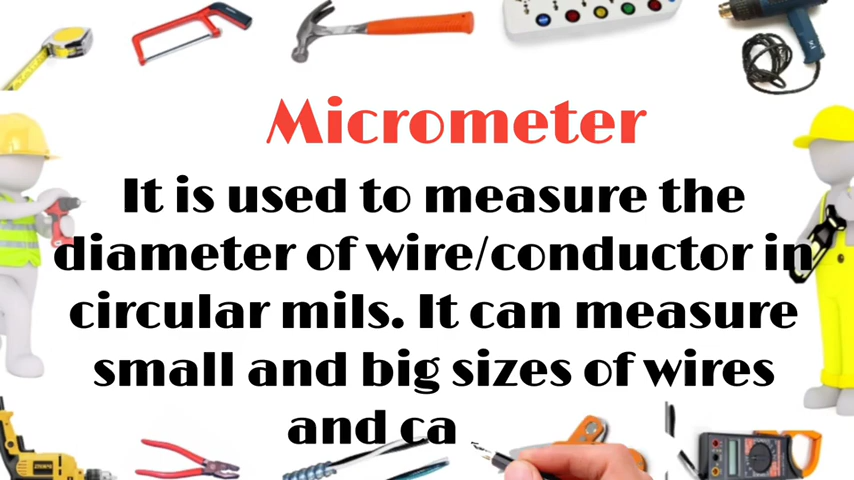 Micrometer
It is used to measure the
diameter of wire/conductor in
circular mils. It can measure
small and big sizes of wires
and ca